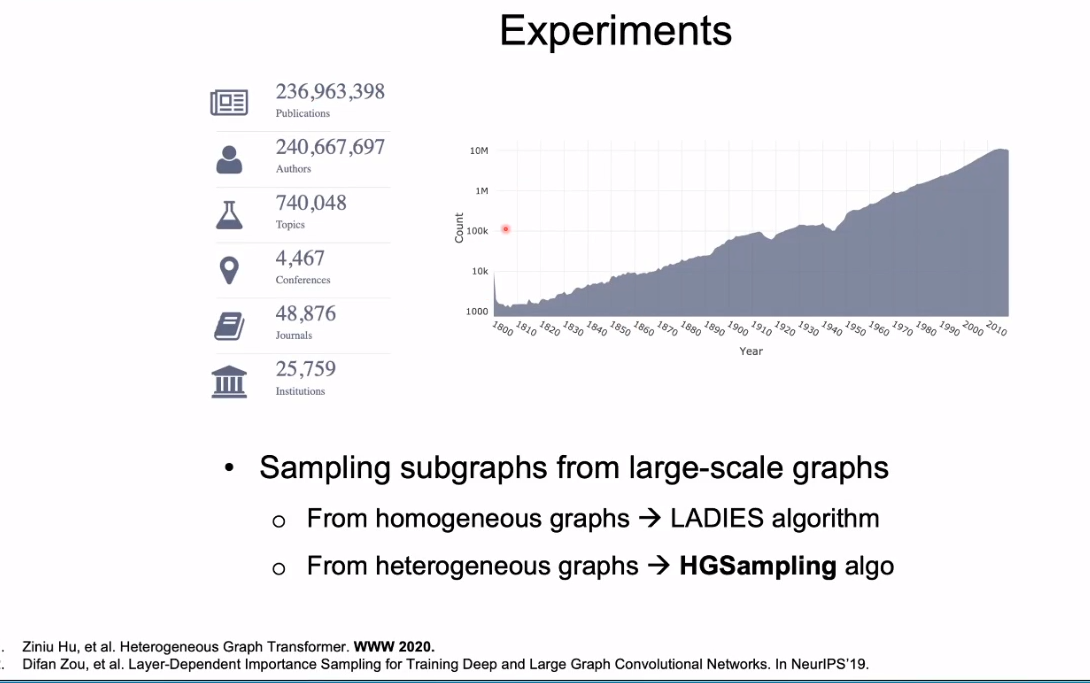 Experiments
236,963,398
Publications
240,667,697
Authors
740,048
Topics
4,467
Conferences
48,876
Journals
25,759
Institutions
10M
1M
100k
10k
1000
Count
1800 1810 1820 1830 1840 1850 1860 1870 1880 1890 1900 1910 1920 1930 1940 1950 1960 1970 1980 1990 2000 2010
Year
• Sampling subgraphs from large-scale graphs
o From homogeneous graphs → LADIES algorithm
o From heterogeneous graphs → HGSampling algo
. Ziniu Hu, et al. Heterogeneous Graph Transformer. WWW 2020.
. Difan Zou, et al. Layer-Dependent Importance Sampling for Training Deep and Large Graph Convolutional Networks. In NeurIPS'19.